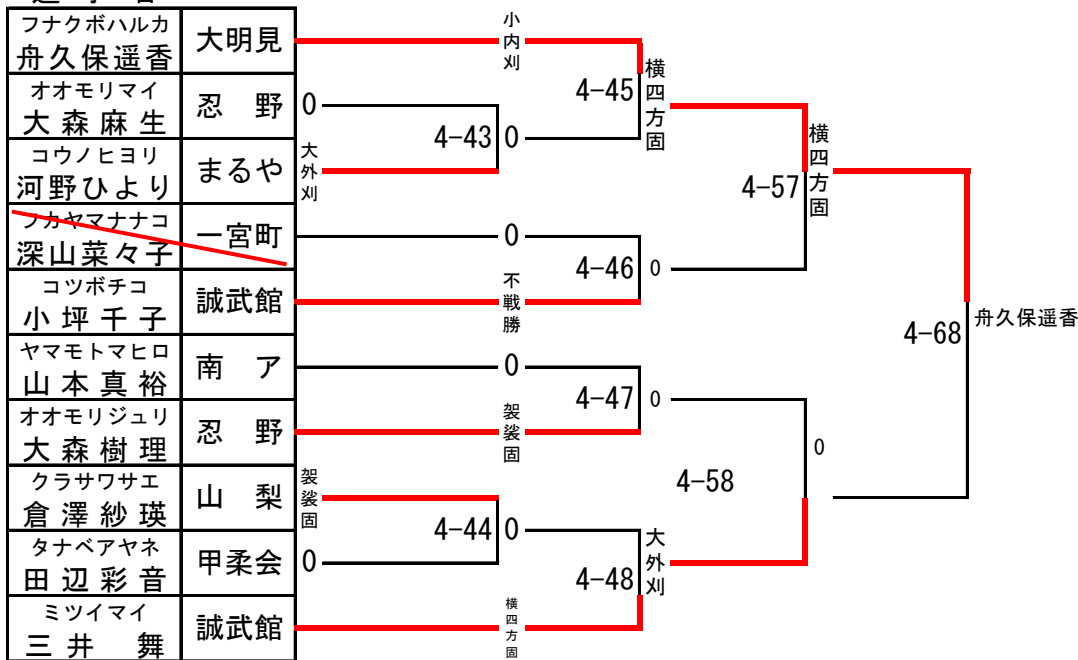 フナクボハルカ
舟久保遥香 大明見
オオモリマイ
大森麻生 忍 野
コウノヒヨリ
河野ひより まるや
フカヤマナナコ
深山菜々子 一宮町
コツボチコ
小坪千子 誠武館
ヤマモトマヒロ
山本真裕 南 ア
オオモリジュリ
大森樹理 忍 野
クラサワサエ
倉澤紗瑛 山 梨
タナベアヤネ
田辺彩音 甲柔会
ミツイマイ
三井 舞 誠武館
0
大外刈
袈裟固
0
4-43
4-44
小内刈
0
0
不戦勝
0
袈裟固
0
横四方固
4-45
4-46
4-47
4-48
横四方固
0
0
大外刈
4-57
4-58
横四方固
0
4-68
舟久保遥香